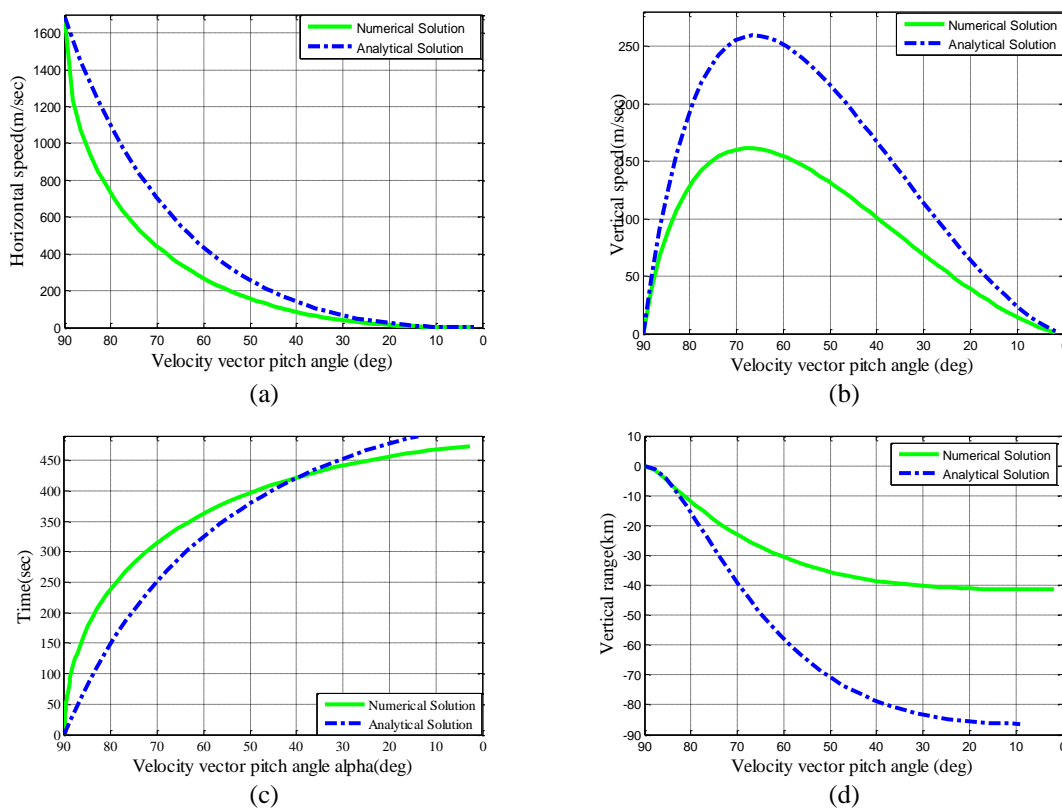 1600
1400
1200
1000
800
600
400
200
0
90 80 70 60 50 40 30 20 10 0
Horizontal speed(m/sec)
Velocity vector pitch angle (deg)
Numerical Solution
Analytical Solution
(a)
250
200
150
100
50
0
90 80 70 60 50 40 30 20 10 0
Vertical speed(m/sec)
Velocity vector pitch angle (deg)
Numerical Solution
Analytical Solution
(b)
450
400
350
300
250
200
150
100
50
0
90 80 70 60 50 40 30 20 10 0
Time(sec)
Velocity vector pitch angle alpha(deg)
Numerical Solution
Analytical Solution
(c)
10
0
-10
-20
-30
-40
-50
-60
-70
-80
-90
90 80 70 60 50 40 30 20 10 0
Vertical range(km)
Velocity vector pitch angle (deg)
Numerical Solution
Analytical Solution
(d)